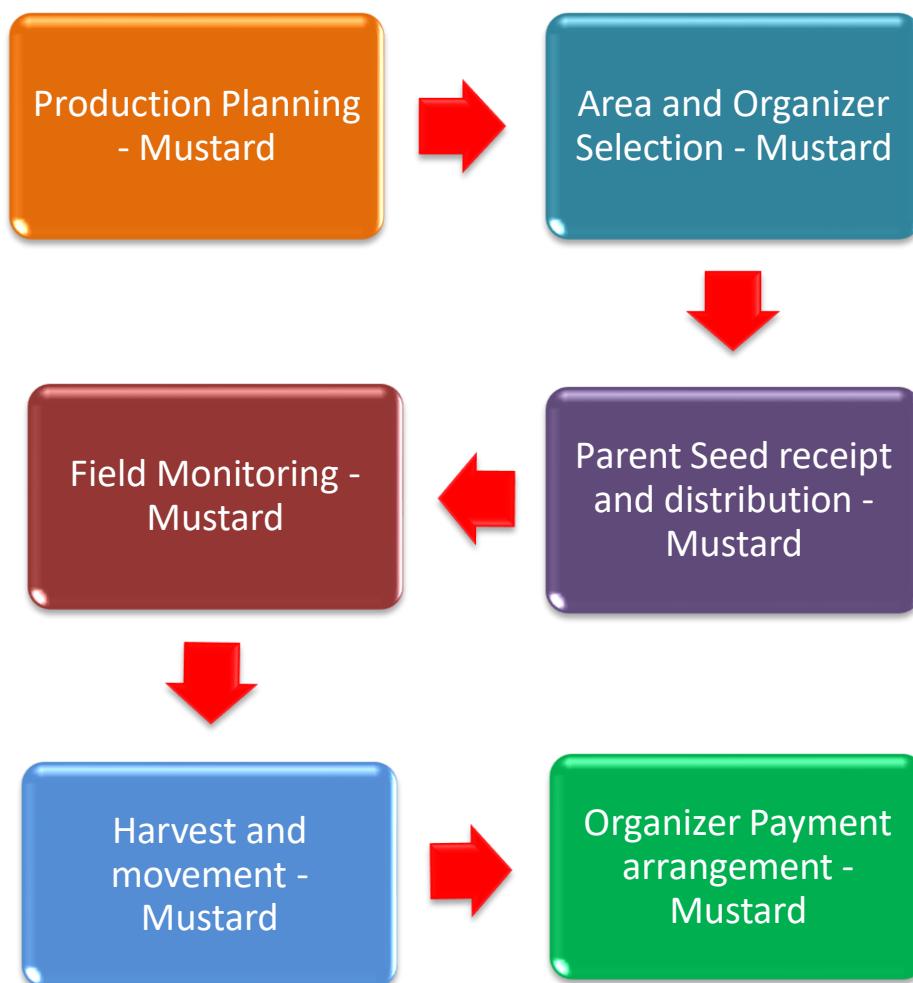 Production Planning
- Mustard
Area and Organizer
Selection - Mustard
Parent Seed receipt
and distribution -
Mustard
Field Monitoring -
Mustard
Harvest and
movement -
Mustard
Organizer Payment
arrangement -
Mustard